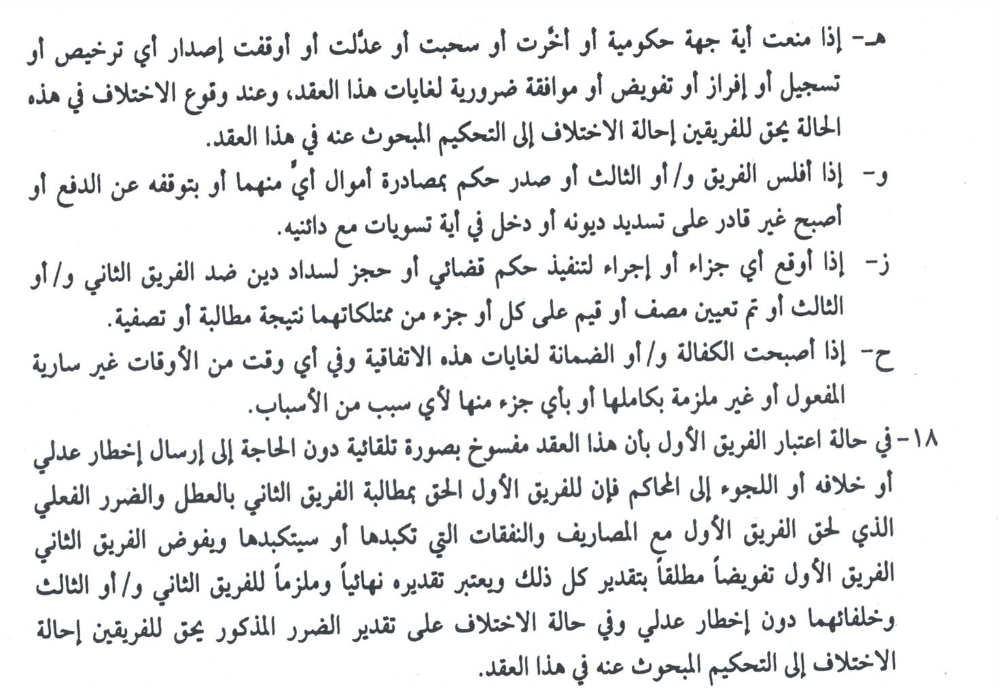 هـ- إذا منعت أية جهة حكومية أو أخَّرت أو سحبت أو عدَّلت أو أوقفت إصدار أي ترخيص أو
تسجيل أو إفراز أو تفويض أو موافقة ضرورية لغايات هذا العقد، وعند وقوع الاختلاف في هذه
الحالة يحق للفريقين إحالة الاختلاف إلى التحكيم المبحوث عنه في هذا العقد.
و- إذا أفلس الفريق و/أو الثالث أو صدر حكم بمصادرة أموال أيٍّ منهما أو بتوقفه عن الدفع أو
أصبح غير قادر على تسديد ديونه أو دخل في أية تسويات مع دائنيه.
ز- إذا أوقع أي جزاء أو إجراء لتنفيذ حكم قضائي أو حجز لسداد دين ضد الفريق الثاني و/أو
الثالث أو تم تعيين مصف أو قيم على كل أو جزء من ممتلكاتهما نتيجة مطالبة أو تصفية.
ح- إذا أصبحت الكفالة و/أو الضمانة لغايات هذه الاتفاقية وفي أي وقت من الأوقات غير سارية
المفعول أو غير ملزمة بكاملها أو بأي جزء منها لأي سبب من الأسباب.
١٨- في حالة اعتبار الفريق الأول بأن هذا العقد مفسوخ بصورة تلقائية دون الحاجة إلى إرسال إخطار عدلي
أو خلافه أو اللجوء إلى المحاكم فإن للفريق الأول الحق بمطالبة الفريق الثاني بالعطل والضرر الفعلي
الذي لحق الفريق الأول مع المصاريف والنفقات التي تكبدها أو سيتكبدها ويفوض الفريق الثاني
الفريق الأول تفويضاً مطلقاً بتقدير كل ذلك ويعتبر تقديره نهائياً وملزماً للفريق الثاني و/أو الثالث
وخلفائهما دون إخطار عدلي وفي حالة الاختلاف على تقدير الضرر المذكور يحق للفريقين إحالة
الاختلاف إلى التحكيم المبحوث عنه في هذا العقد.